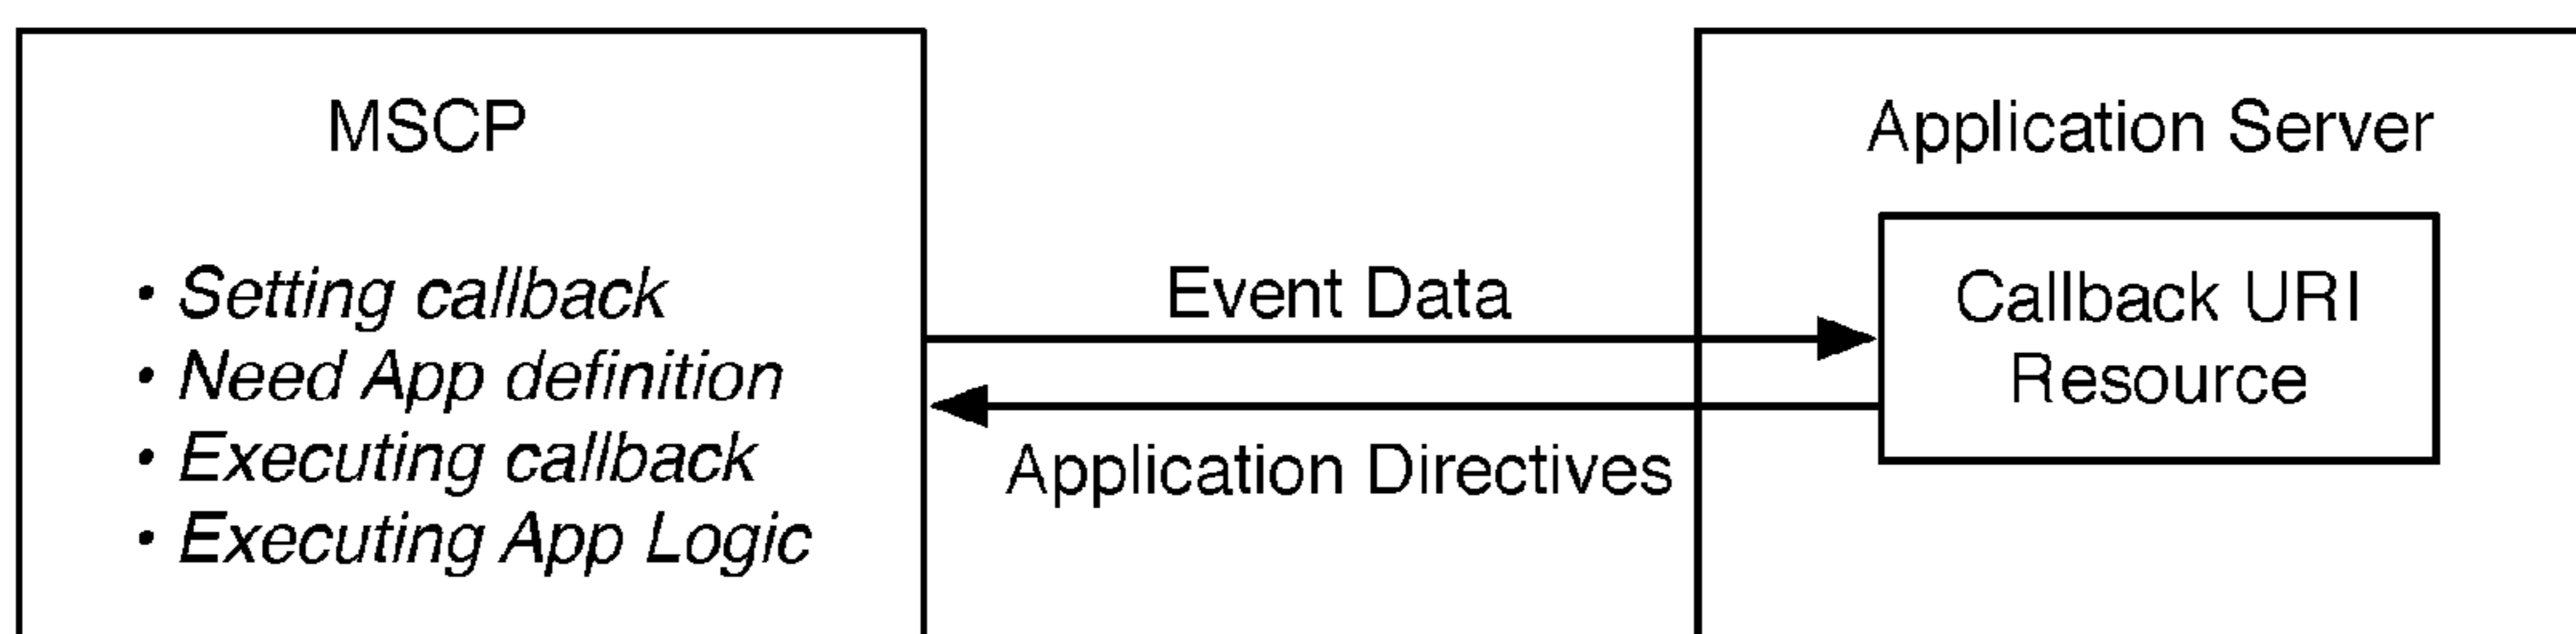 MSCP
• Setting callback
• Need App definition
• Executing callback
• Executing App Logic
Event Data
Application Directives
Application Server
Callback URI
Resource